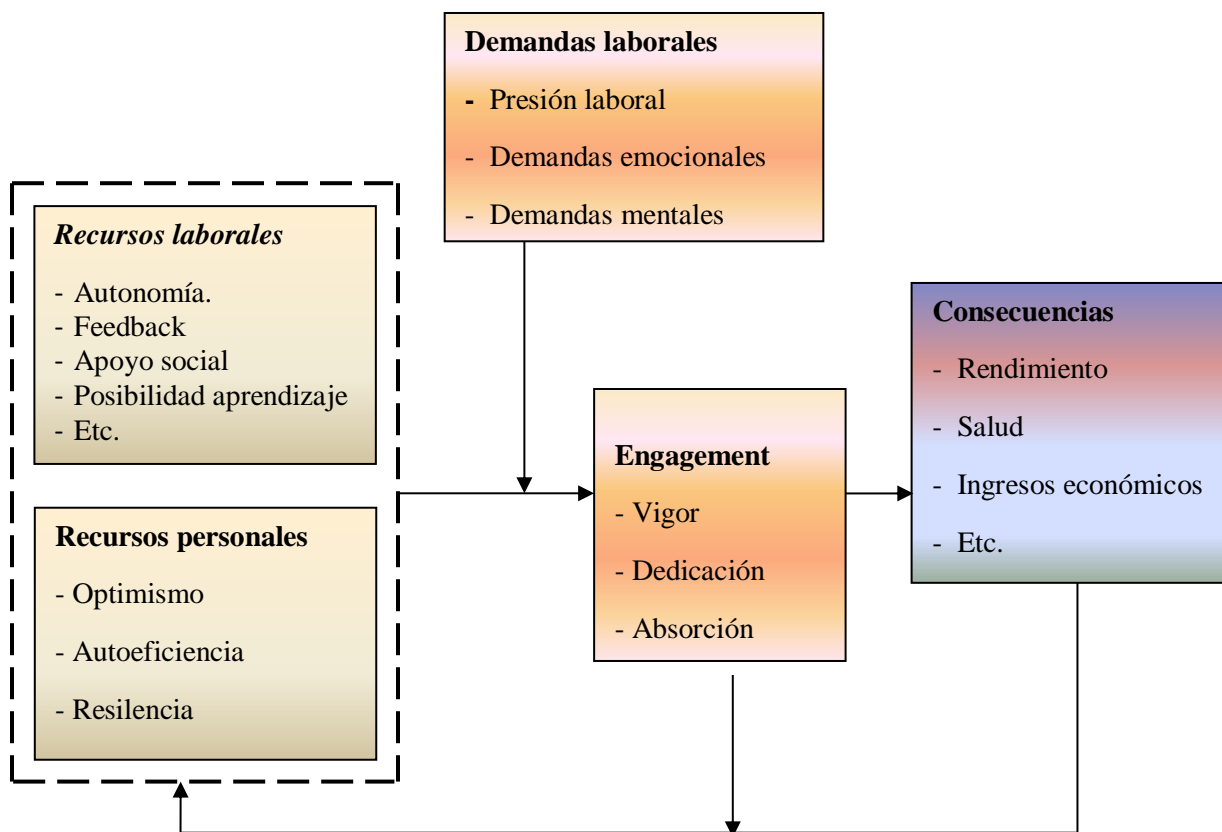 Demandas laborales
- Presión laboral
- Demandas emocionales
- Demandas mentales
Recursos laborales
- Autonomía.
- Feedback
- Apoyo social
- Posibilidad aprendizaje
- Etc.
Recursos personales
- Optimismo
- Autoeficiencia
- Resilencia
Engagement
- Vigor
- Dedicación
- Absorción
Consecuencias
- Rendimiento
- Salud
- Ingresos económicos
- Etc.